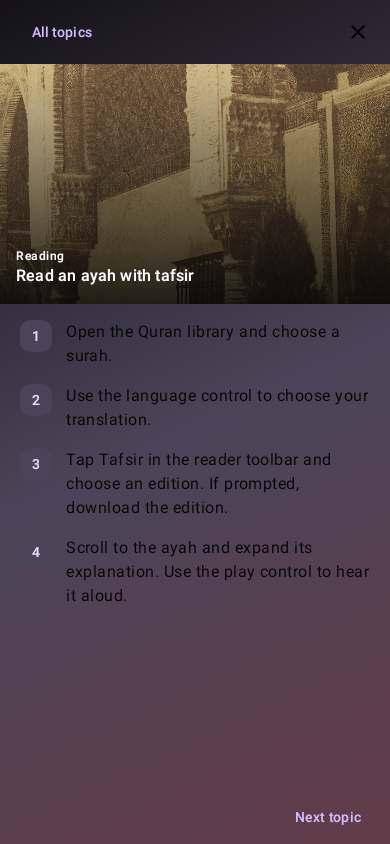 All topics
Reading
Read an ayah with tafsir
1
Open the Quran library and choose a
surah.
2
Use the language control to choose your
translation.
3
Tap Tafsir in the reader toolbar and
choose an edition. If prompted,
download the edition.
4
Scroll to the ayah and expand its
explanation. Use the play control to hear
it aloud.
Next topic